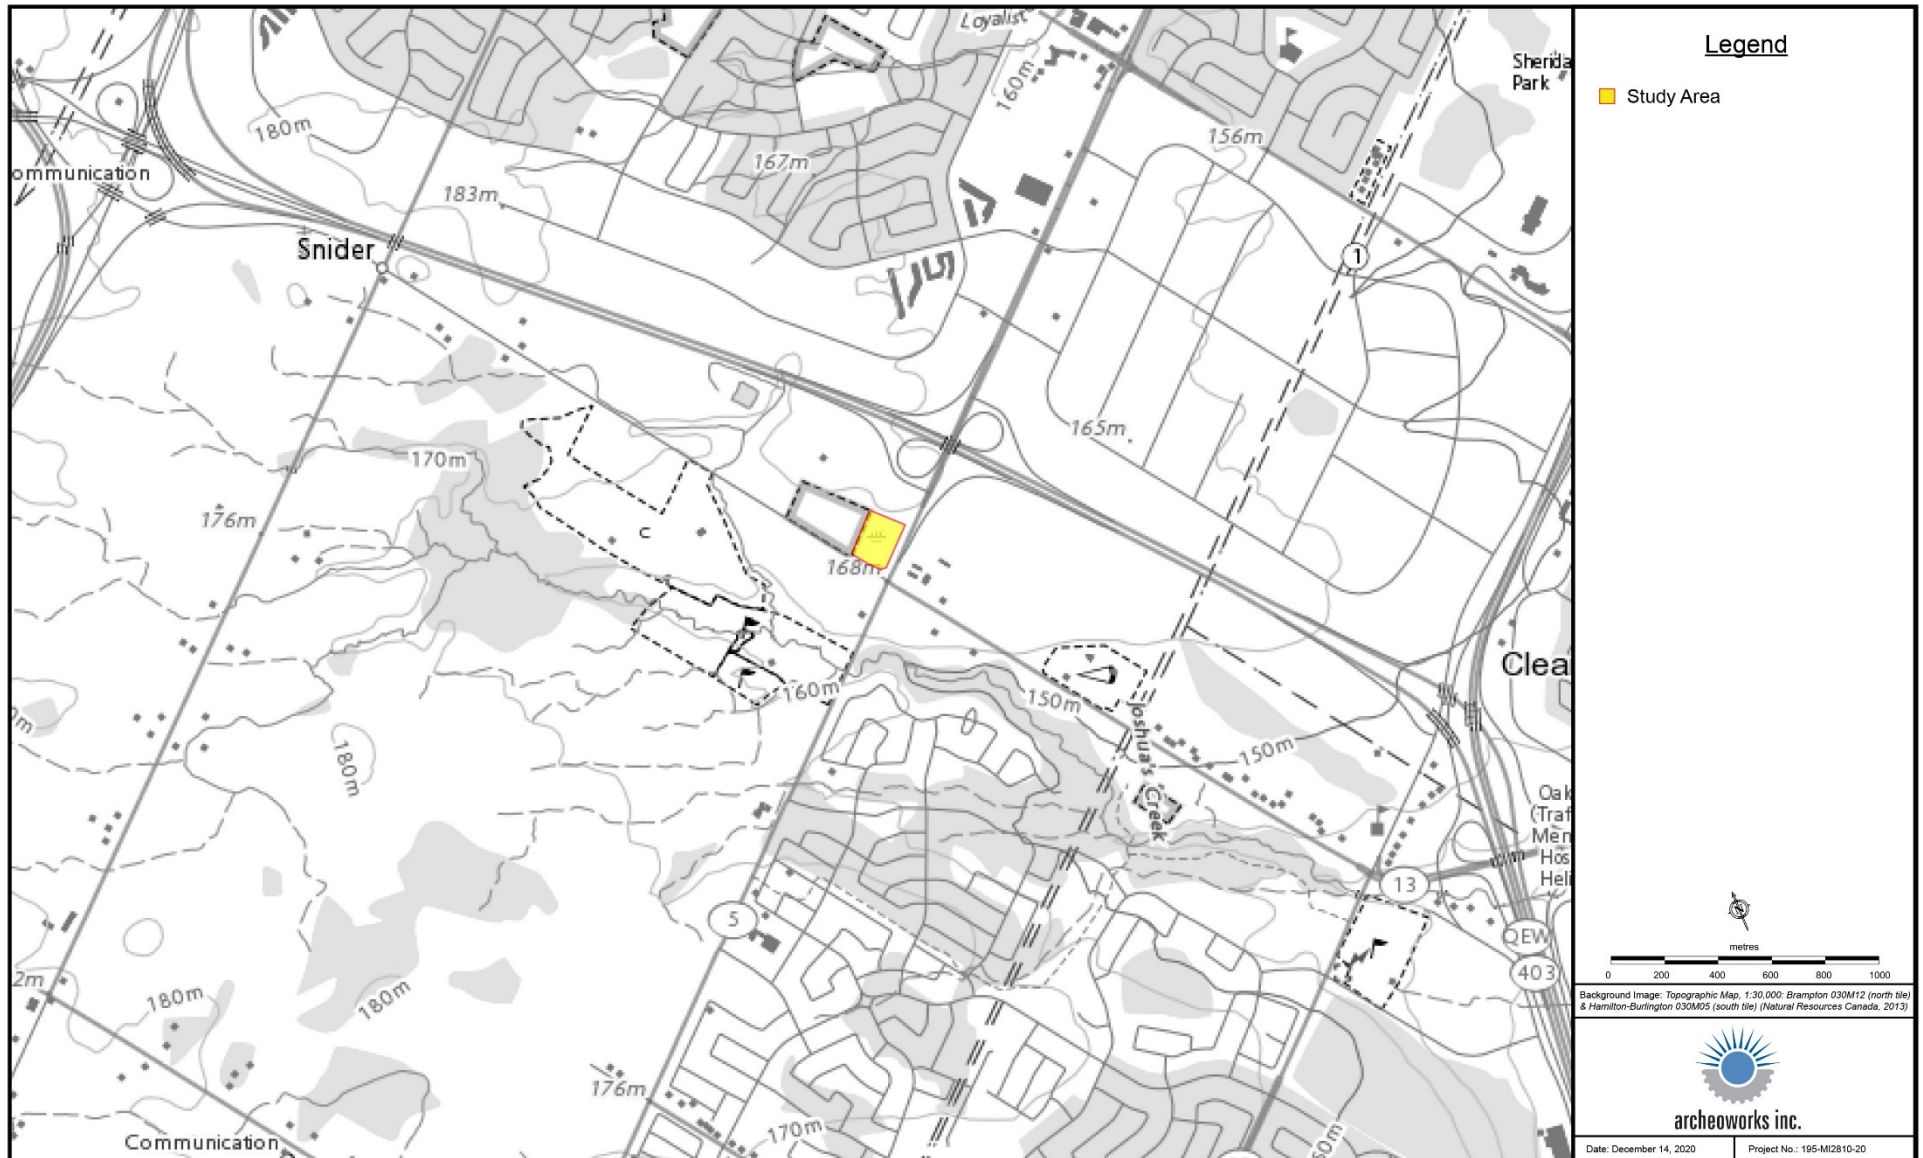 Loyalist
160m
Sherida
Park
180m
156m
167m
ommunication
183m
Snider
1
165m
170m
176m
C
168m
Clea
160m
150m
Joshua's Creek
150m
0m
180m
Oak
(Traf
Mem
Hos
Heli
13
5
QEW
403
2m
180m
180m
176m
170m
60m
Communication
Legend
Study Area
N
metres
0 200 400 600 800 1000
Background Image: Topographic Map, 1:30,000: Brampton 030M12 (north tile)
& Hamilton-Burlington 030M05 (south tile) (Natural Resources Canada, 2013)
archeoworks inc.
Date: December 14, 2020
Project No.: 195-MI2810-20